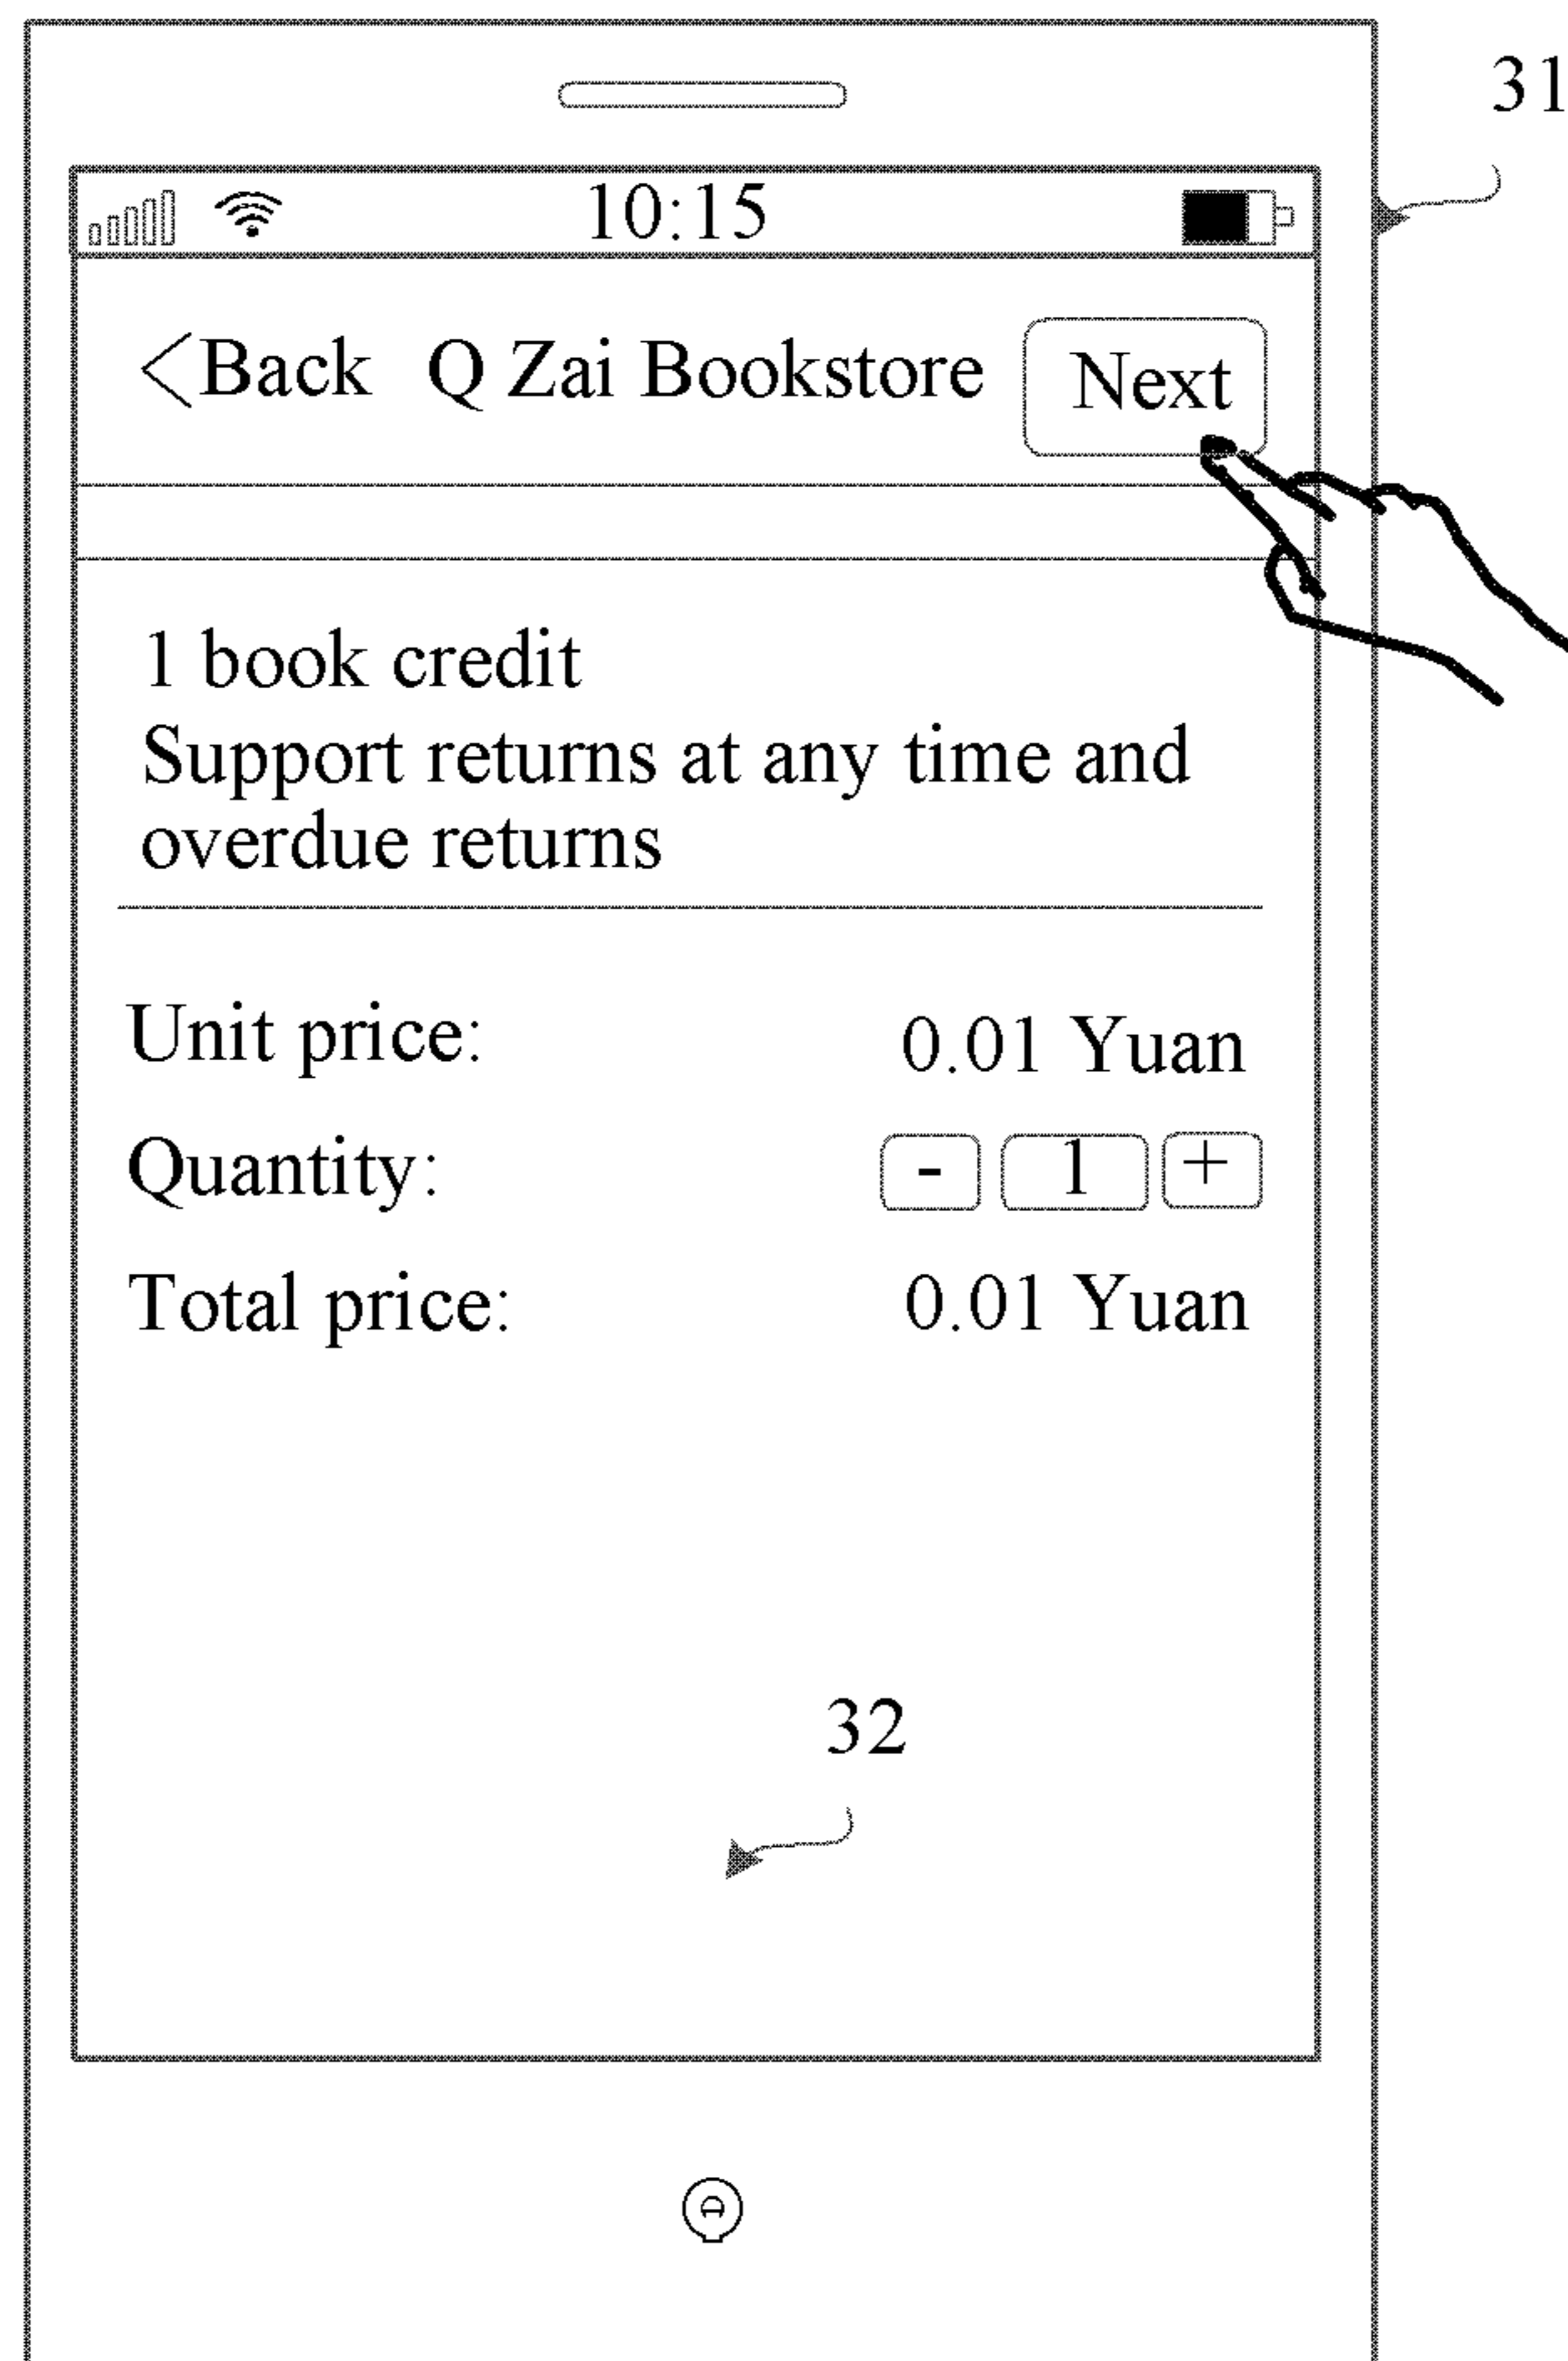 31
10:15
<Back Q Zai Bookstore Next
1 book credit
Support returns at any time and
overdue returns
Unit price: 0.01 Yuan
Quantity: - 1 +
Total price: 0.01 Yuan
32